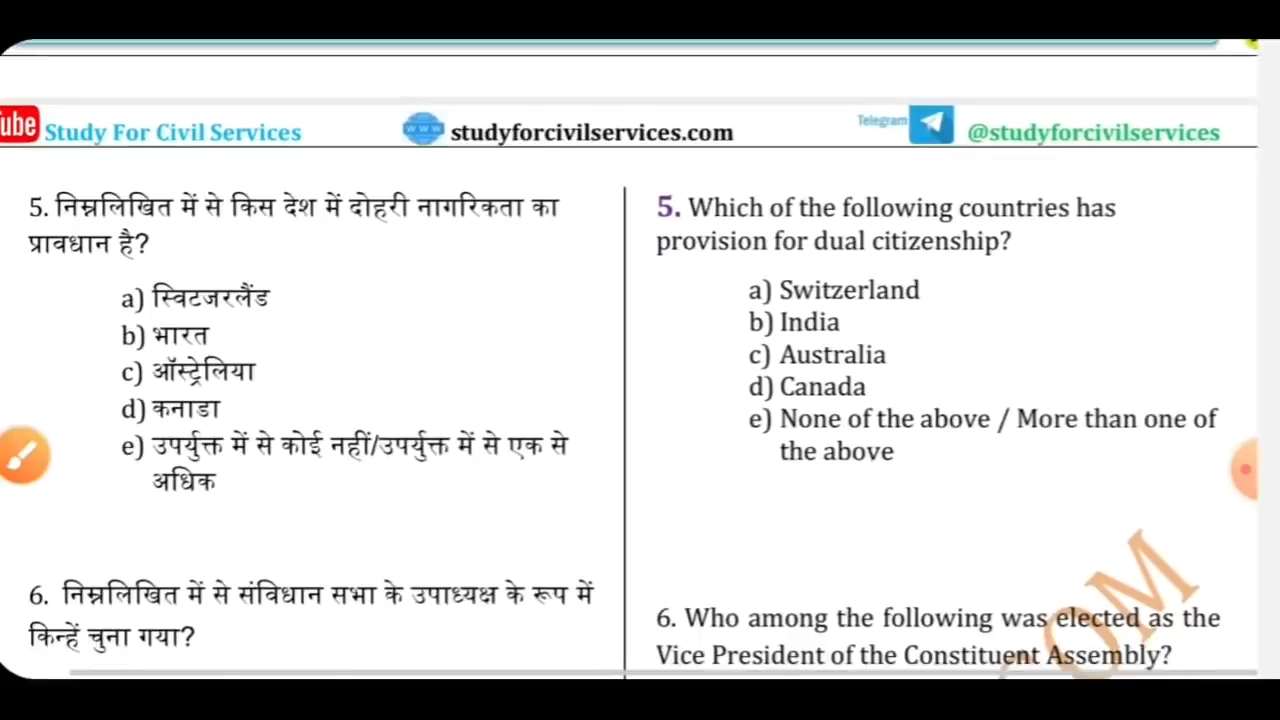 ube Study For Civil Services
www studyforcivilservices.com
Telegram @studyforcivilservices
5. निम्नलिखित में से किस देश में दोहरी नागरिकता का
प्रावधान है?
a) स्विटजरलैंड
b) भारत
c) ऑस्ट्रेलिया
d) कनाडा
e) उपर्युक्त में से कोई नहीं/उपर्युक्त में से एक से
अधिक
6. निम्नलिखित में से संविधान सभा के उपाध्यक्ष के रूप में
किन्हें चुना गया?
5. Which of the following countries has
provision for dual citizenship?
a) Switzerland
b) India
c) Australia
d) Canada
e) None of the above / More than one of
the above
6. Who among the following was elected as the
Vice President of the Constituent Assembly?
COM